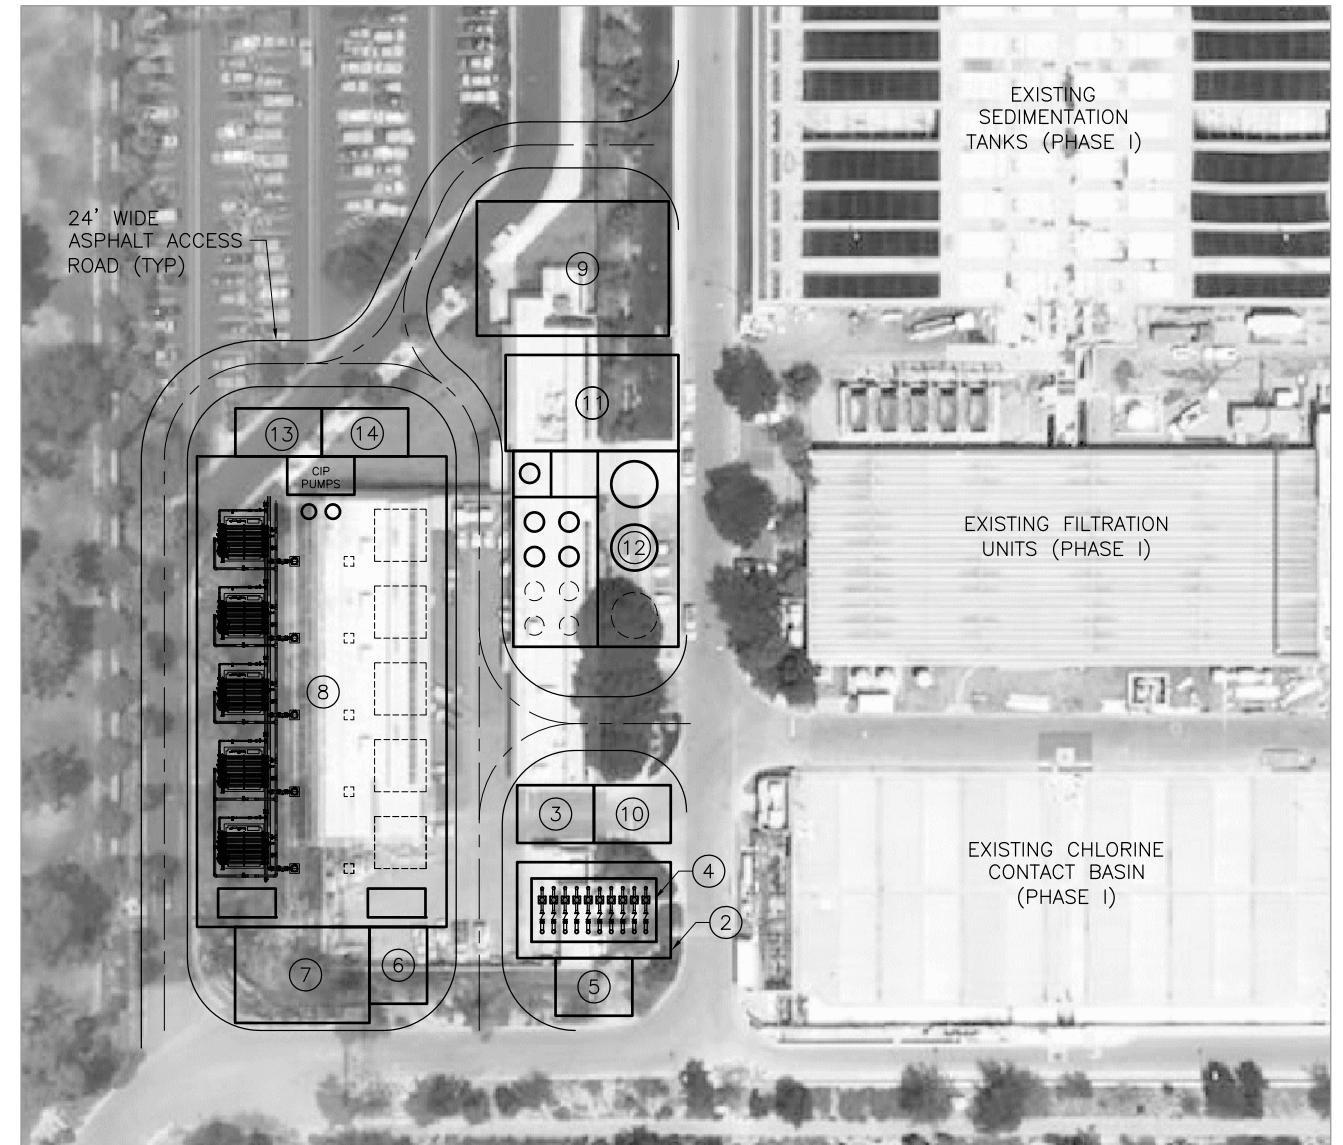 EXISTING
SEDIMENTATION
TANKS (PHASE I)
24' WIDE
ASPHALT ACCESS
ROAD (TYP)
9
11
13
14
CIP
PUMPS
12
EXISTING FILTRATION
UNITS (PHASE I)
8
3
10
EXISTING CHLORINE
CONTACT BASIN
(PHASE I)
4
2
7
6
5